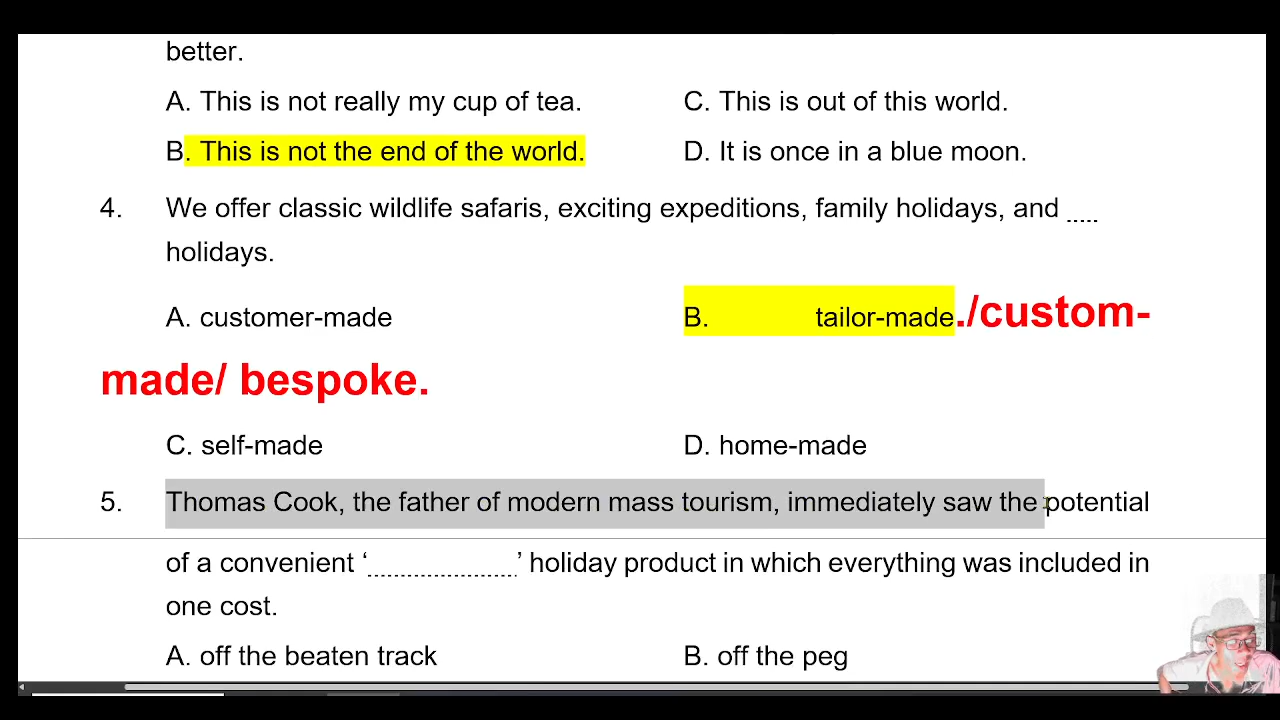 better.
A. This is not really my cup of tea. C. This is out of this world.
B. This is not the end of the world. D. It is once in a blue moon.
4. We offer classic wildlife safaris, exciting expeditions, family holidays, and .....
holidays.
A. customer-made B. tailor-made./custom-
made/ bespoke.
C. self-made D. home-made
5. Thomas Cook, the father of modern mass tourism, immediately saw the potential
of a convenient ‘......................’ holiday product in which everything was included in
one cost.
A. off the beaten track B. off the peg